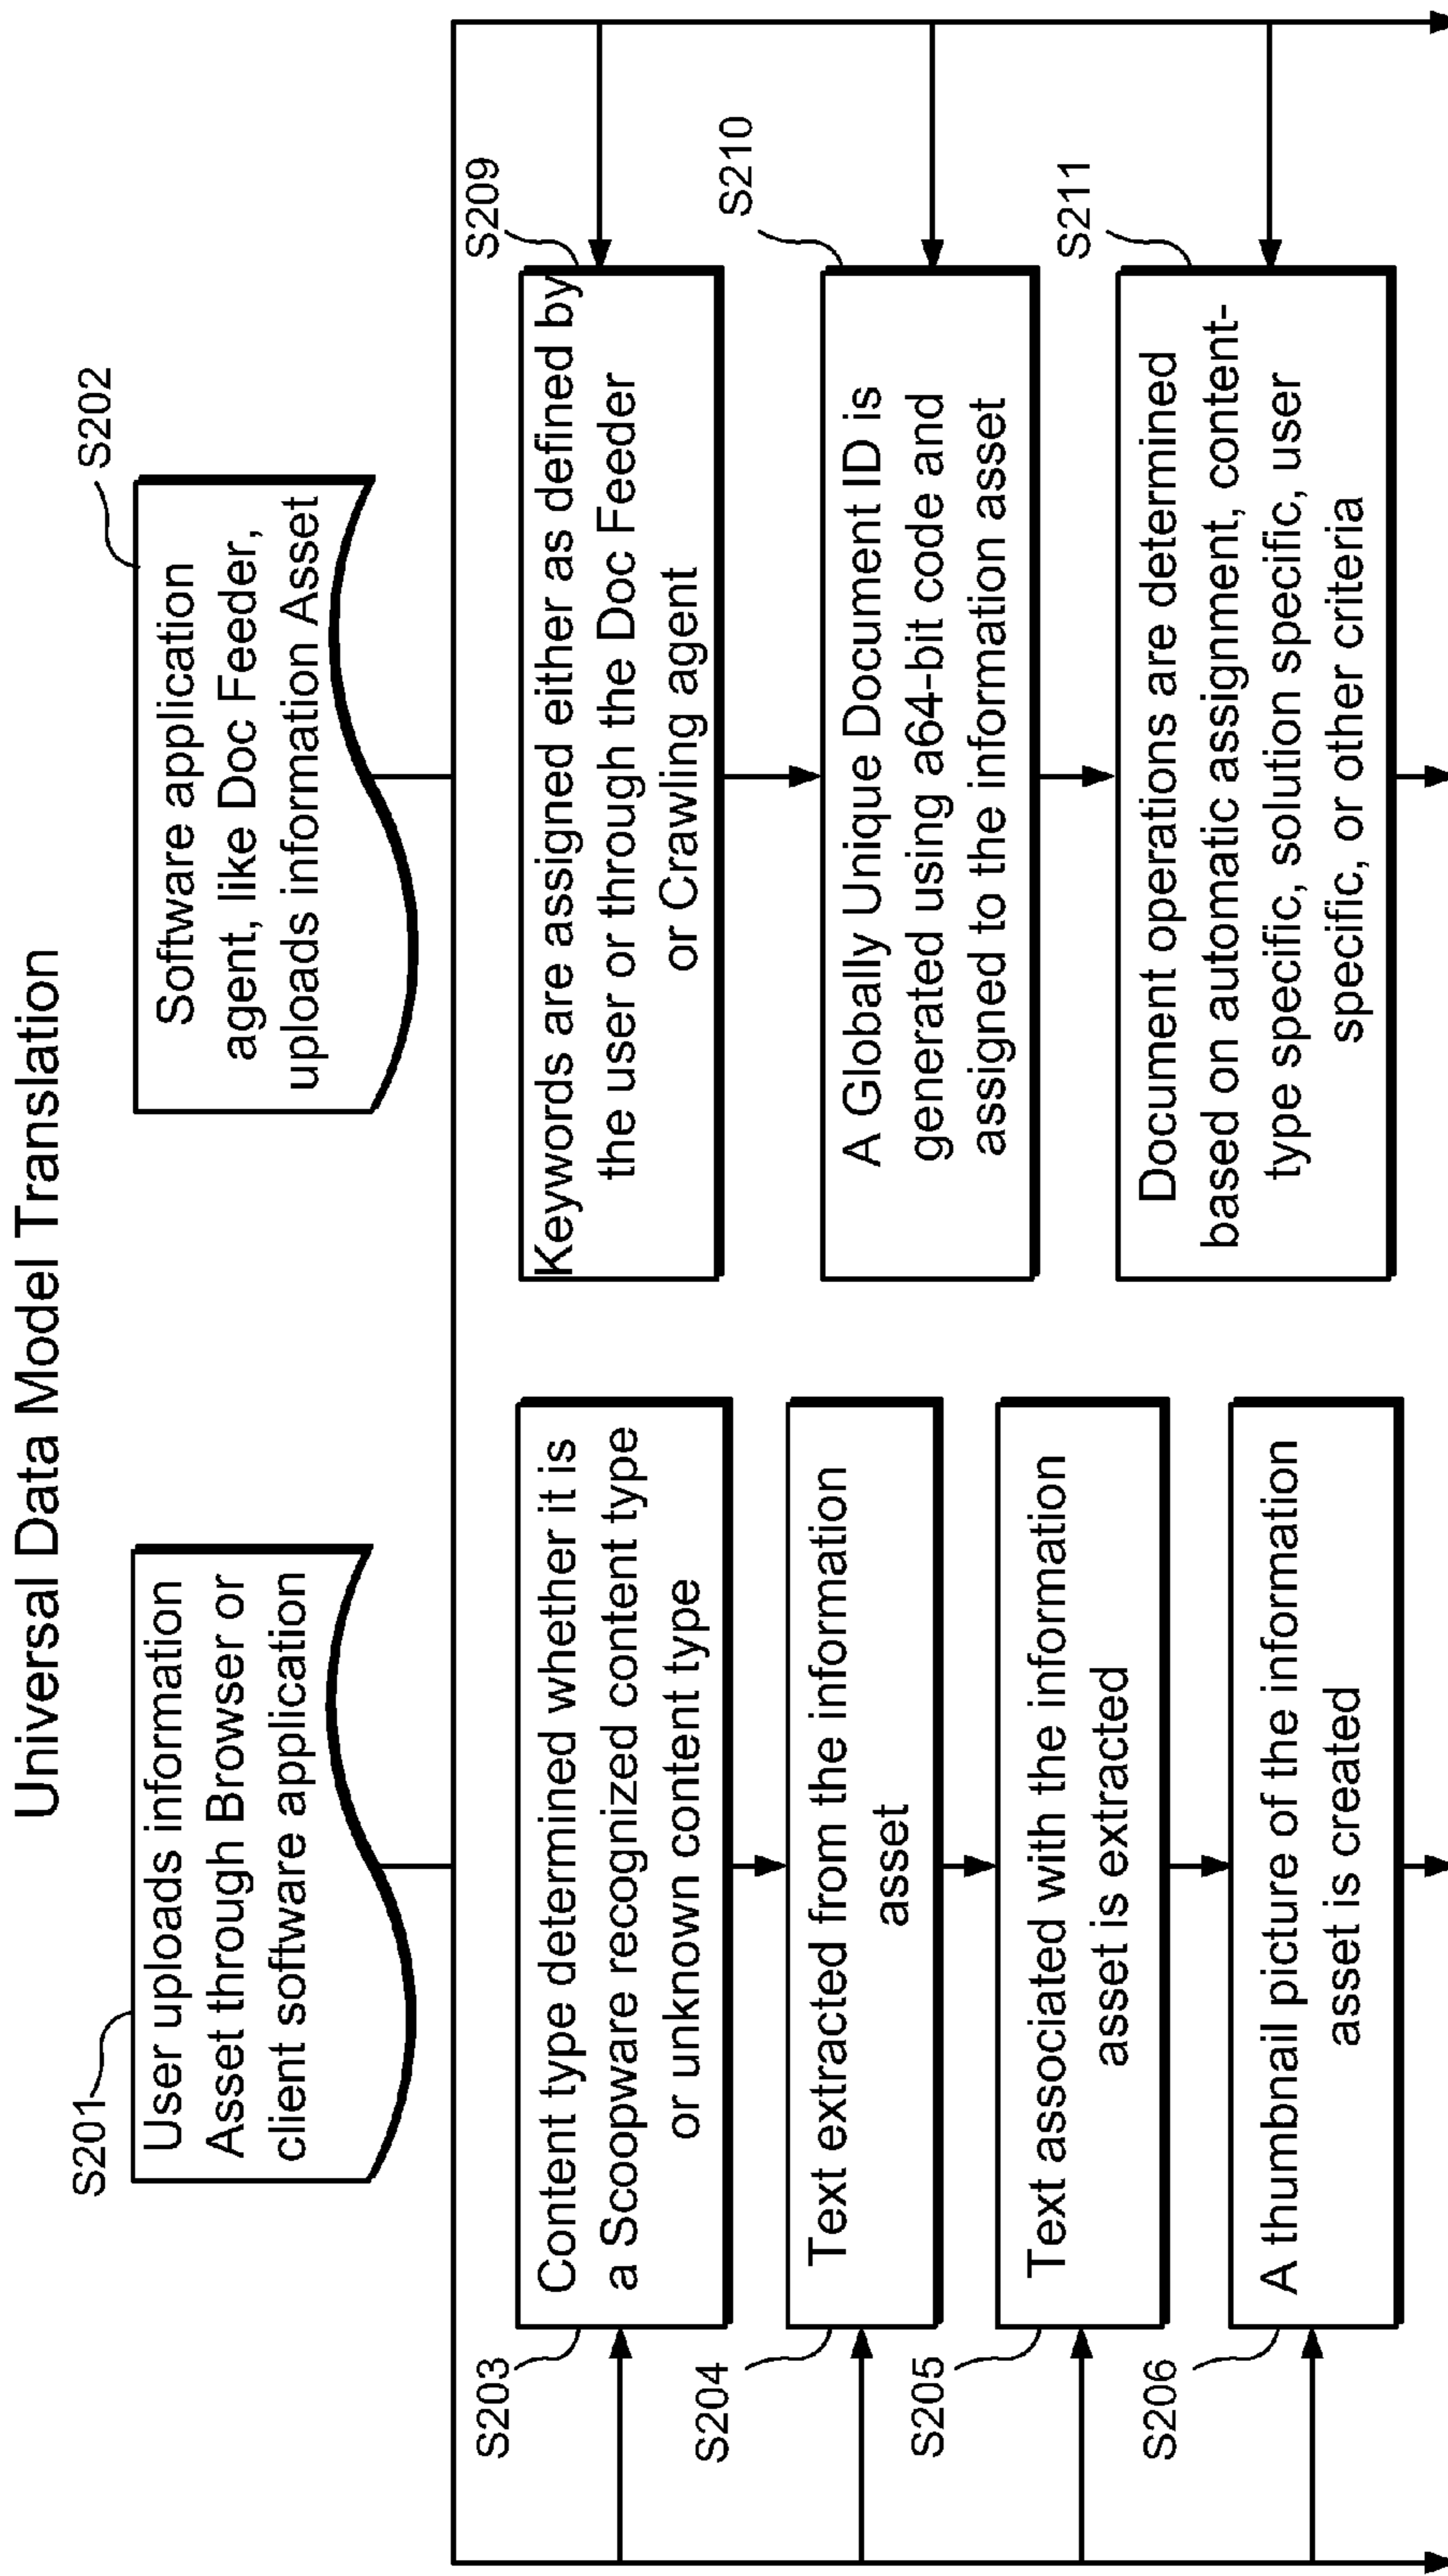 Universal Data Model Translation
S201
User uploads information
Asset through Browser or
client software application
S202
Software application
agent, like Doc Feeder,
uploads information Asset
S203
Content type determined whether it is
a Scoopware recognized content type
or unknown content type
S204
Text extracted from the information
asset
S205
Text associated with the information
asset is extracted
S206
A thumbnail picture of the information
asset is created
S209
Keywords are assigned either as defined by
the user or through the Doc Feeder
or Crawling agent
S210
A Globally Unique Document ID is
generated using a64-bit code and
assigned to the information asset
S211
Document operations are determined
based on automatic assignment, content-
type specific, solution specific, user
specific, or other criteria